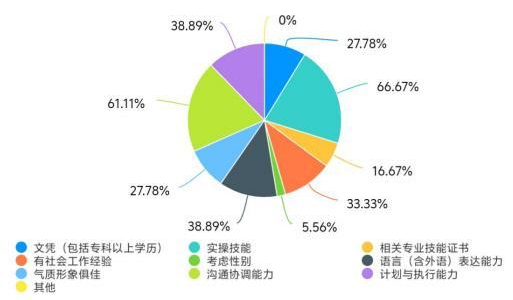 0%
38.89%
27.78%
66.67%
61.11%
16.67%
27.78%
33.33%
38.89%
5.56%
文凭（包括专科以上学历） 实操技能 相关专业技能证书
有社会工作经验 考虑性别 语言（含外语）表达能力
气质形象俱佳 沟通协调能力 计划与执行能力
其他